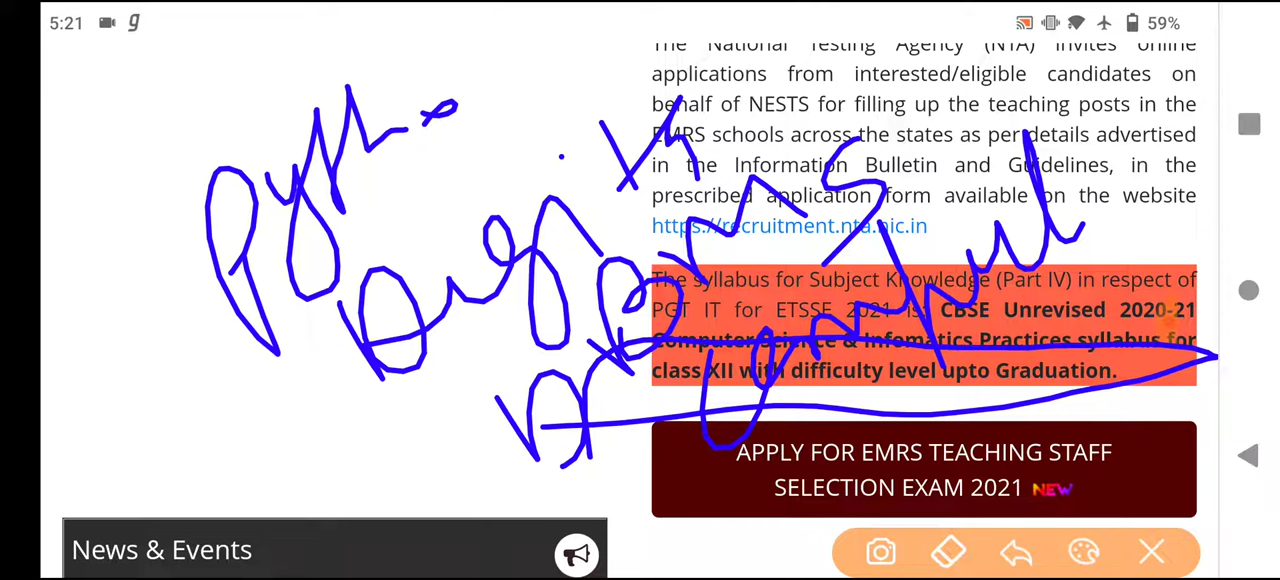 5:21
59%
The National Testing Agency (NTA) invites online
applications from interested/eligible candidates on
behalf of NESTS for filling up the teaching posts in the
EMRS schools across the states as per details advertised
in the Information Bulletin and Guidelines, in the
prescribed application form available on the website
https://recruitment.nta.nic.in
The syllabus for Subject Knowledge (Part IV) in respect of
PGT IT for ETSSE 2021 is CBSE Unrevised 2020-21
Computer Science & Infomatics Practices syllabus for
class XII with difficulty level upto Graduation.
APPLY FOR EMRS TEACHING STAFF
SELECTION EXAM 2021 NEW
News & Events